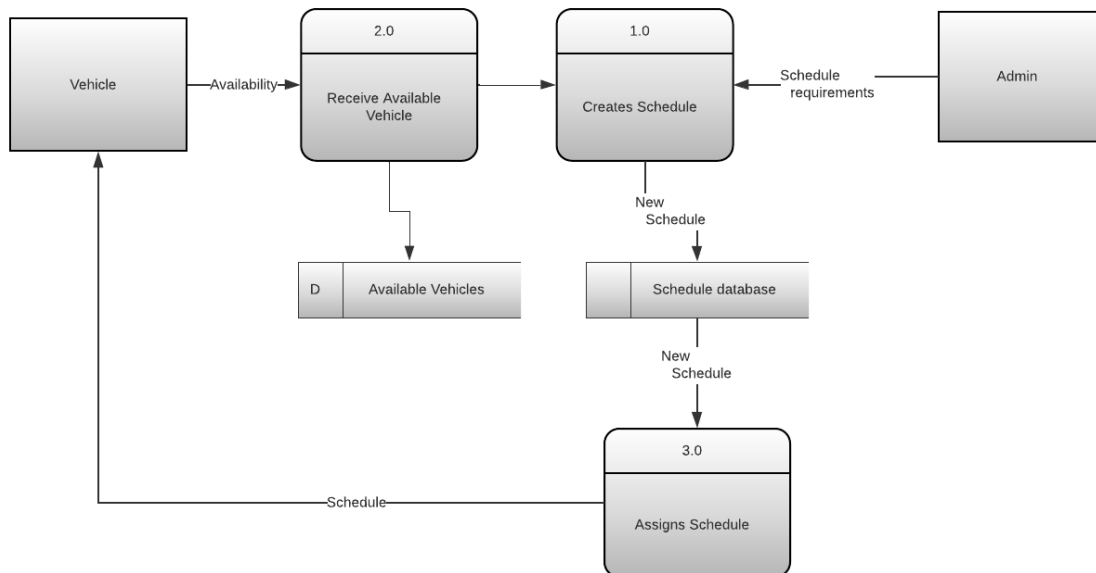 2.0
1.0
Vehicle
Availability
Receive Available
Vehicle
Creates Schedule
Schedule
requirements
Admin
New
Schedule
D
Available Vehicles
Schedule database
New
Schedule
3.0
Schedule
Assigns Schedule